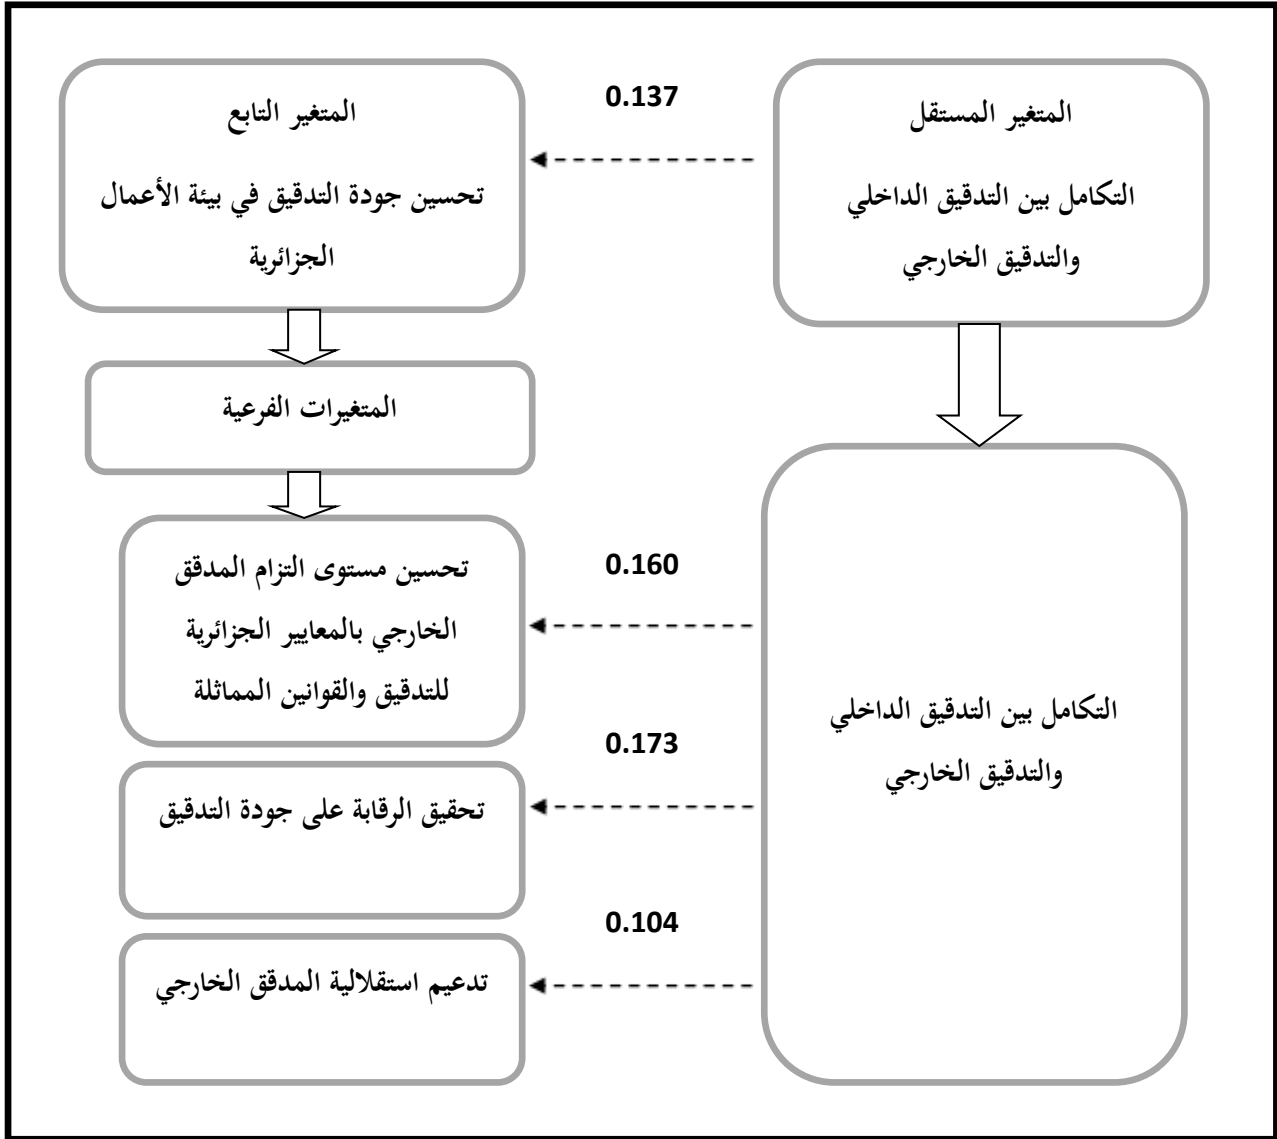 المتغير المستقل
التكامل بين التدقيق الداخلي
والتدقيق الخارجي
0.137
المتغير التابع
تحسين جودة التدقيق في بيئة الأعمال
الجزائرية
المتغيرات الفرعية
التكامل بين التدقيق الداخلي
والتدقيق الخارجي
0.160
تحسين مستوى التزام المدقق
الخارجي بالمعايير الجزائرية
للتدقيق والقوانين المماثلة
0.173
تحقيق الرقابة على جودة التدقيق
0.104
تدعيم استقلالية المدقق الخارجي